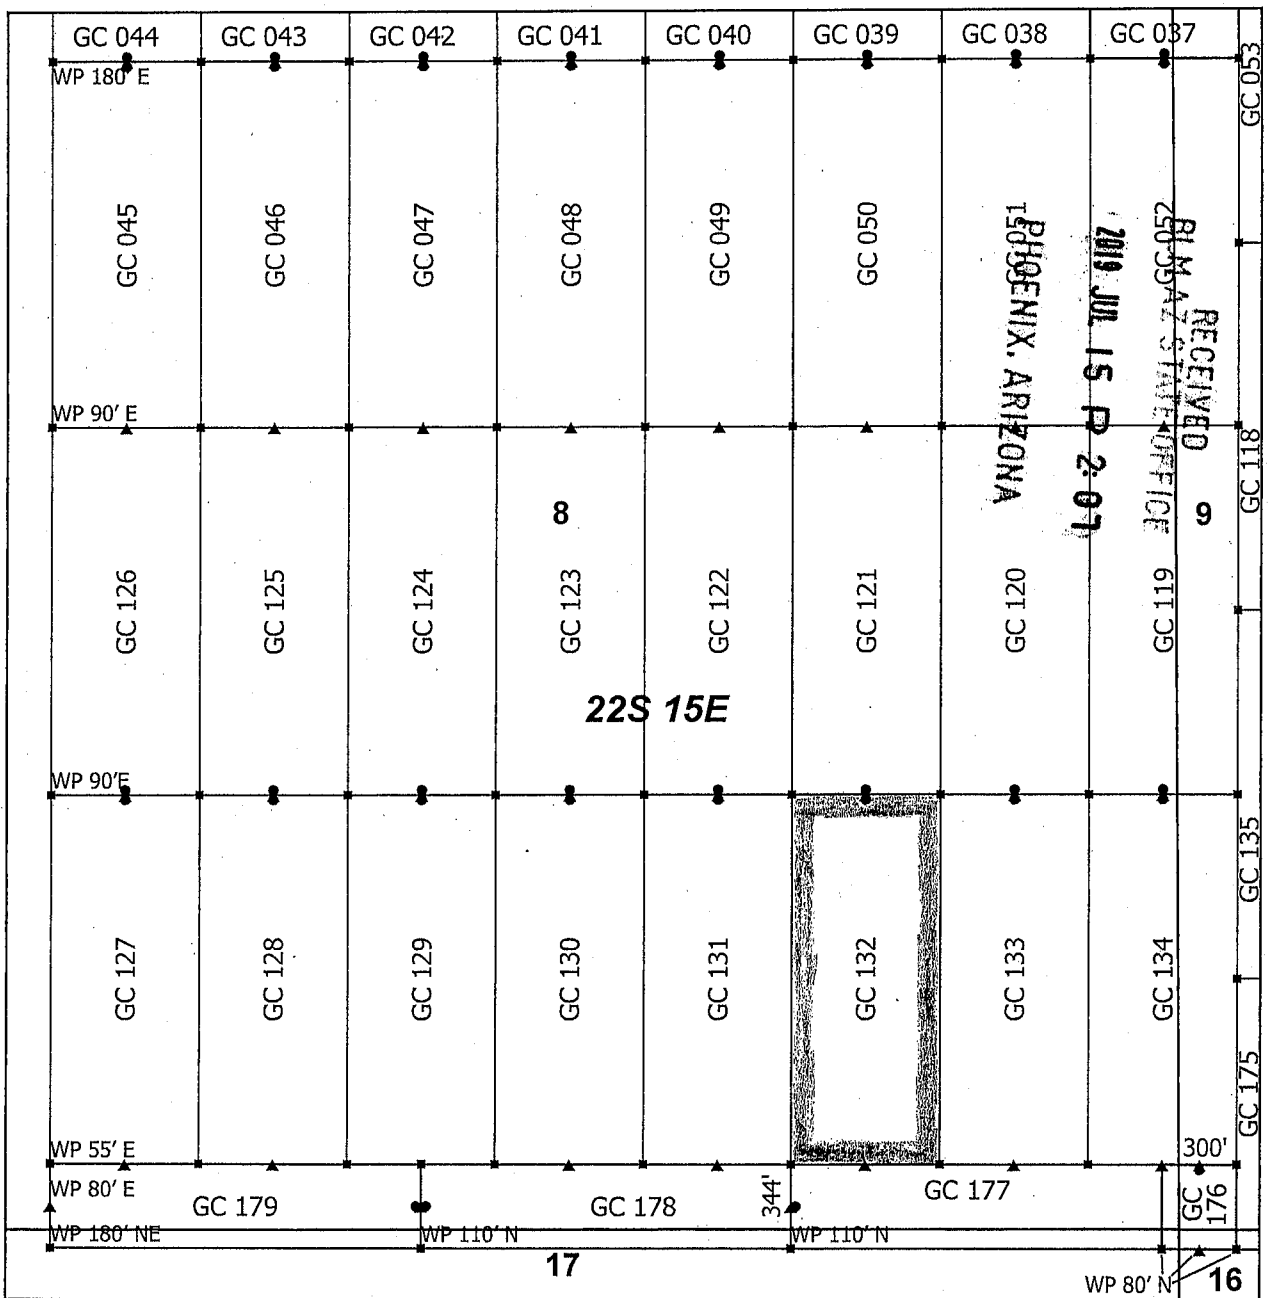 GC 044 GC 043 GC 042 GC 041 GC 040 GC 039 GC 038 GC 037
GC 053
WP 180' E
GC 045
GC 046
GC 047
GC 048
GC 049
GC 050
GC 051
GC 052
RECEIVED
BLM AZ STATE OFFICE
2019 JUL 15 P 2:07
PHOENIX, ARIZONA
WP 90' E
GC 118
8
9
GC 126
GC 125
GC 124
GC 123
GC 122
GC 121
GC 120
GC 119
22S 15E
WP 90'E
GC 135
GC 127
GC 128
GC 129
GC 130
GC 131
GC 132
GC 133
GC 134
GC 175
WP 55' E
300'
WP 80' E
GC 179
GC 178
344'
GC 177
GC 176
WP 180' NE
WP 110' N
WP 110' N
17
WP 80' N
16